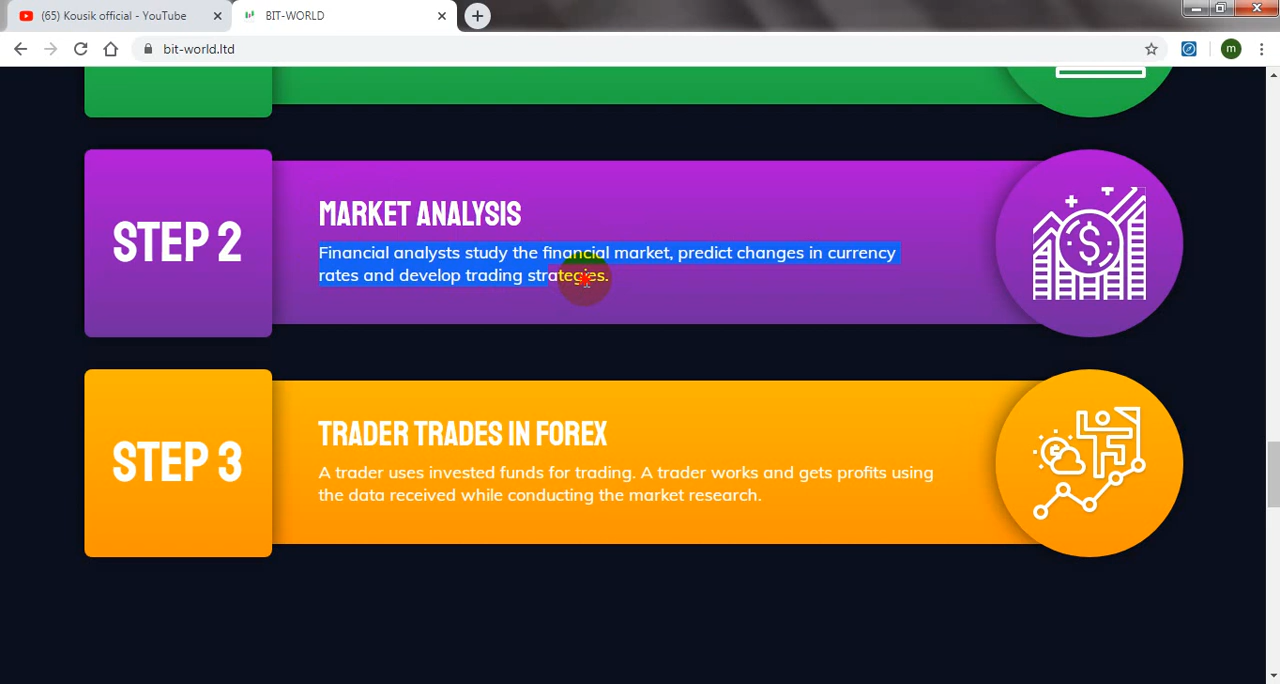 (65) Kousik official - YouTube
BIT-WORLD
bit-world.ltd
m
STEP 2
MARKET ANALYSIS
Financial analysts study the financial market, predict changes in currency
rates and develop trading strategies.
STEP 3
TRADER TRADES IN FOREX
A trader uses invested funds for trading. A trader works and gets profits using
the data received while conducting the market research.